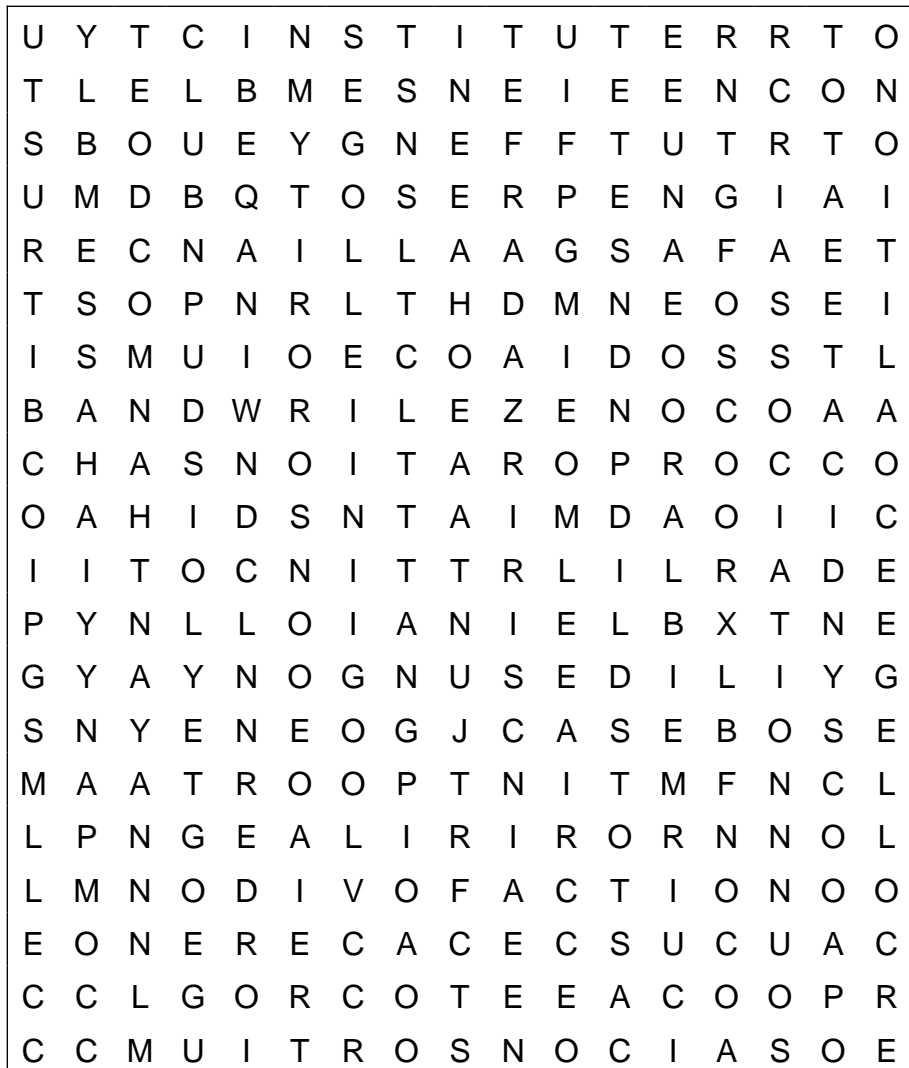 U Y T C I N S T I T U T E R R T O
T L E L B M E S N E I E E N C O N
S B O U E Y G N E F F T U T R T O
U M D B Q T O S E R P E N G I A I
R E C N A I L L A A G S A F A E T
T S O P N R L T H D M N E O S E I
I S M U I O E C O A I D O S S T L
B A N D W R I L E Z E N O C O A A
C H A S N O I T A R O P R O C C O
O A H I D S N T A I M D A O I I C
I I T O C N I T T R L I L R A D E
P Y N L L O I A N I E L B X T N E
G Y A Y N O G N U S E D I L I Y G
S N Y E N E O G J C A S E B O S E
M A A T R O O P T N I T M F N C L
L P N G E A L I R I R O R N N O L
L M N O D I V O F A C T I O N O O
E O N E R E C A C E C S U C U A C
C C L G O R C O T E E A C O O P R
C C M U I T R O S N O C I A S O E